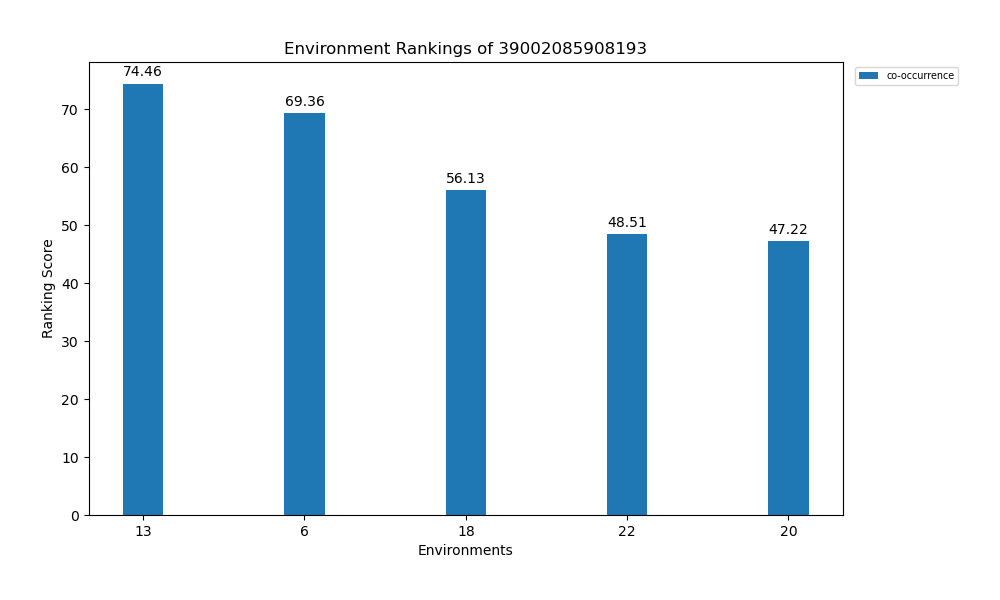 Environment Rankings of 39002085908193
co-occurrence
74.46
69.36
56.13
48.51
47.22
70
60
50
40
30
20
10
0
Ranking Score
13 6 18 22 20
Environments